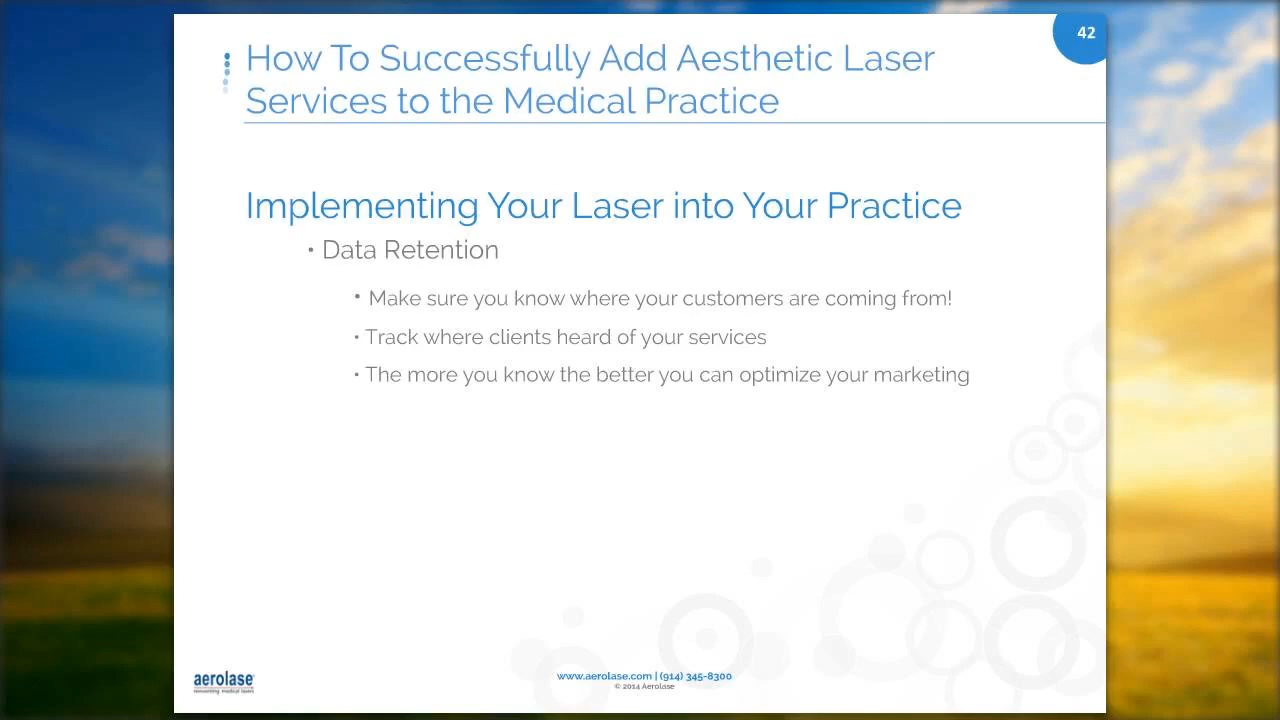 42
How To Successfully Add Aesthetic Laser
Services to the Medical Practice
Implementing Your Laser into Your Practice
• Data Retention
• Make sure you know where your customers are coming from!
• Track where clients heard of your services
• The more you know the better you can optimize your marketing
aerolase
reinventing medical lasers
www.aerolase.com | (914) 345-8300
© 2014 Aerolase